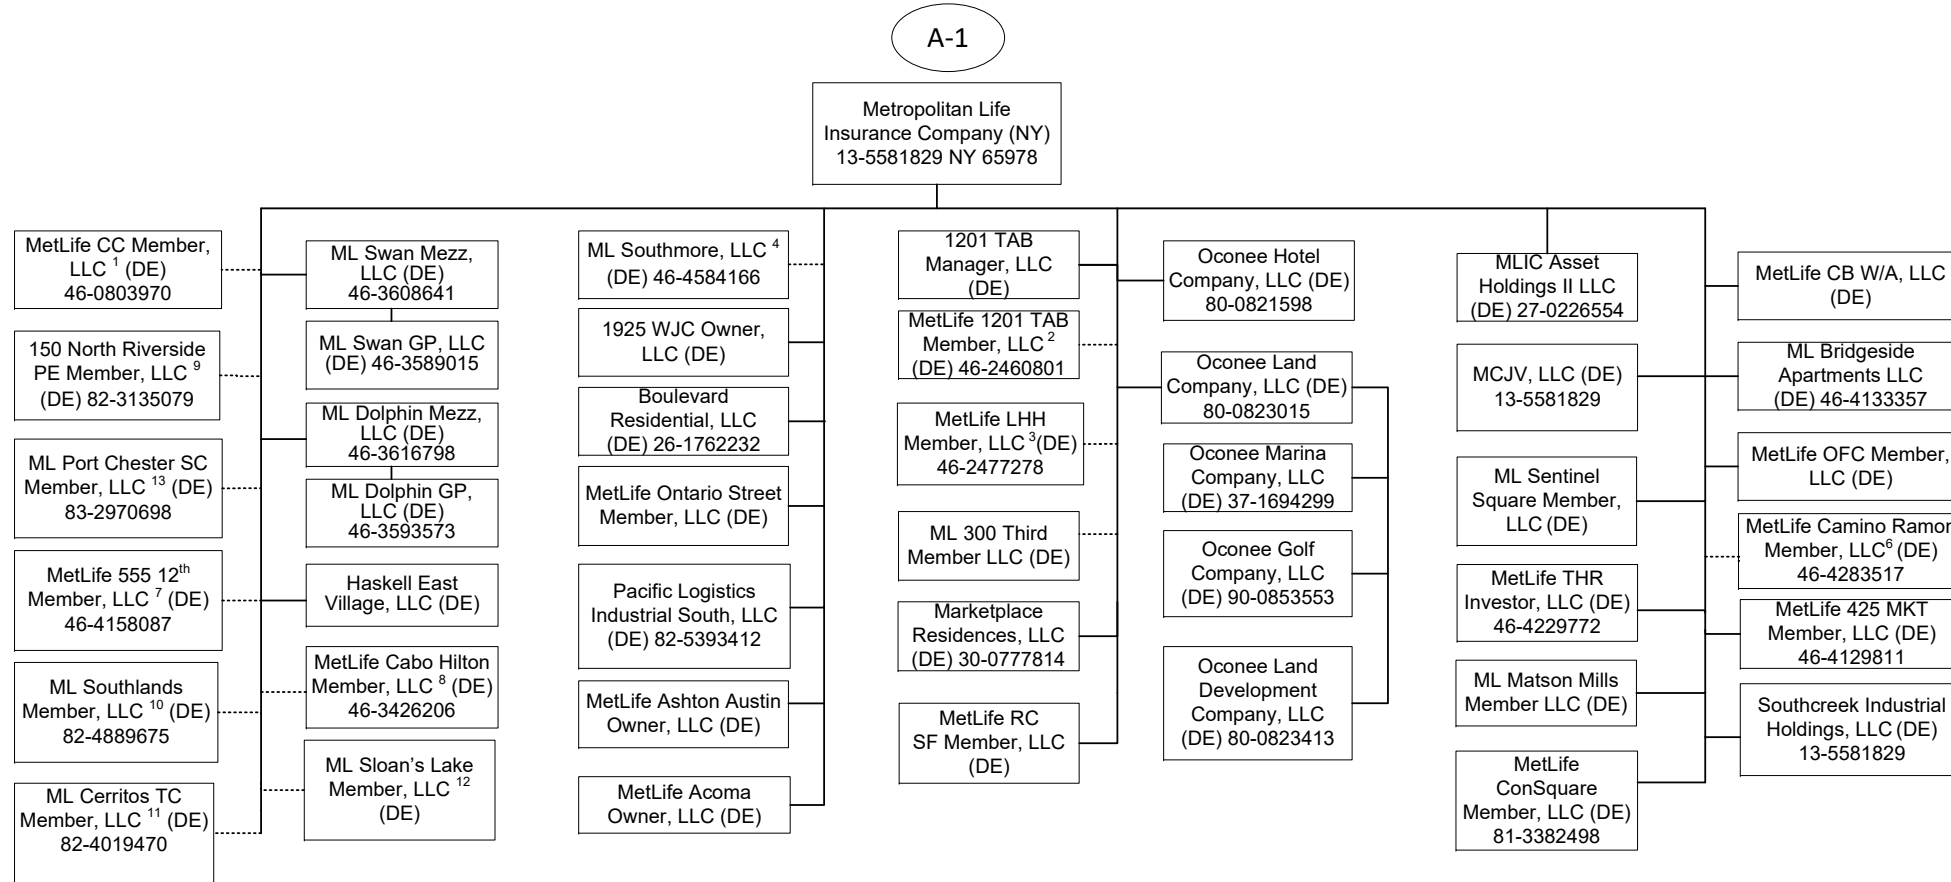 A-1
Metropolitan Life
Insurance Company (NY)
13-5581829 NY 65978
MetLife CC Member,
LLC 1 (DE)
46-0803970
150 North Riverside
PE Member, LLC 9
(DE) 82-3135079
ML Port Chester SC
Member, LLC 13 (DE)
83-2970698
MetLife 555 12th
Member, LLC 7 (DE)
46-4158087
ML Southlands
Member, LLC 10 (DE)
82-4889675
ML Cerritos TC
Member, LLC 11 (DE)
82-4019470
ML Swan Mezz,
LLC (DE)
46-3608641
ML Swan GP, LLC
(DE) 46-3589015
ML Dolphin Mezz,
LLC (DE)
46-3616798
ML Dolphin GP,
LLC (DE)
46-3593573
Haskell East
Village, LLC (DE)
MetLife Cabo Hilton
Member, LLC 8 (DE)
46-3426206
ML Sloan's Lake
Member, LLC 12
(DE)
ML Southmore, LLC 4
(DE) 46-4584166
1925 WJC Owner,
LLC (DE)
Boulevard
Residential, LLC
(DE) 26-1762232
MetLife Ontario Street
Member, LLC (DE)
Pacific Logistics
Industrial South, LLC
(DE) 82-5393412
MetLife Ashton Austin
Owner, LLC (DE)
MetLife Acoma
Owner, LLC (DE)
1201 TAB
Manager, LLC
(DE)
MetLife 1201 TAB
Member, LLC 2
(DE) 46-2460801
MetLife LHH
Member, LLC 3(DE)
46-2477278
ML 300 Third
Member LLC (DE)
Marketplace
Residences, LLC
(DE) 30-0777814
MetLife RC
SF Member, LLC
(DE)
Oconee Hotel
Company, LLC (DE)
80-0821598
Oconee Land
Company, LLC (DE)
80-0823015
Oconee Marina
Company, LLC
(DE) 37-1694299
Oconee Golf
Company, LLC
(DE) 90-0853553
Oconee Land
Development
Company, LLC
(DE) 80-0823413
MLIC Asset
Holdings II LLC
(DE) 27-0226554
MCJV, LLC (DE)
13-5581829
ML Sentinel
Square Member,
LLC (DE)
MetLife THR
Investor, LLC (DE)
46-4229772
ML Matson Mills
Member LLC (DE)
MetLife
ConSquare
Member, LLC (DE)
81-3382498
MetLife CB W/A, LLC
(DE)
ML Bridgeside
Apartments LLC
(DE) 46-4133357
MetLife OFC Member,
LLC (DE)
MetLife Camino Ramon
Member, LLC6 (DE)
46-4283517
MetLife 425 MKT
Member, LLC (DE)
46-4129811
Southcreek Industrial
Holdings, LLC (DE)
13-5581829